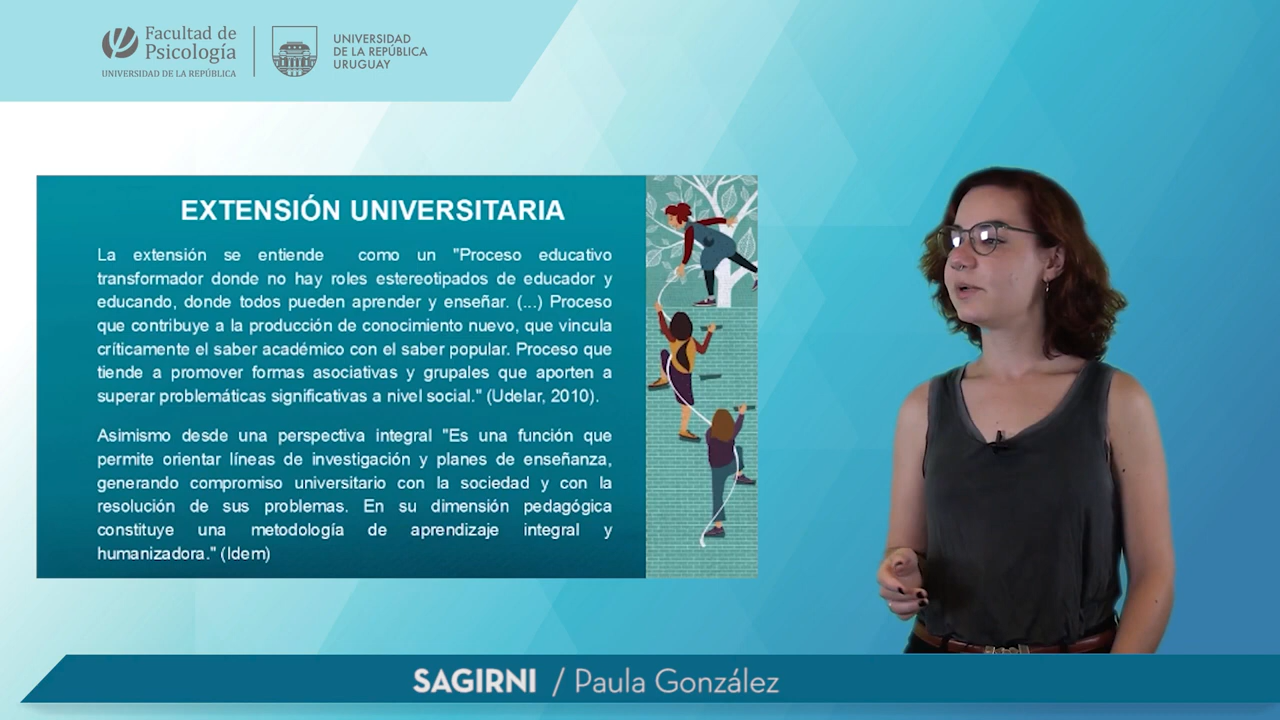 Facultad de
Psicología
UNIVERSIDAD DE LA REPÚBLICA
UNIVERSIDAD
DE LA REPÚBLICA
URUGUAY
EXTENSIÓN UNIVERSITARIA
La extensión se entiende como un "Proceso educativo
transformador donde no hay roles estereotipados de educador y
educando, donde todos pueden aprender y enseñar. (...) Proceso
que contribuye a la producción de conocimiento nuevo, que vincula
críticamente el saber académico con el saber popular. Proceso que
tiende a promover formas asociativas y grupales que aporten a
superar problemáticas significativas a nivel social." (Udelar, 2010).
Asimismo desde una perspectiva integral "Es una función que
permite orientar líneas de investigación y planes de enseñanza,
generando compromiso universitario con la sociedad y con la
resolución de sus problemas. En su dimensión pedagógica
constituye una metodología de aprendizaje integral y
humanizadora." (Idem)
SAGIRNI / Paula González